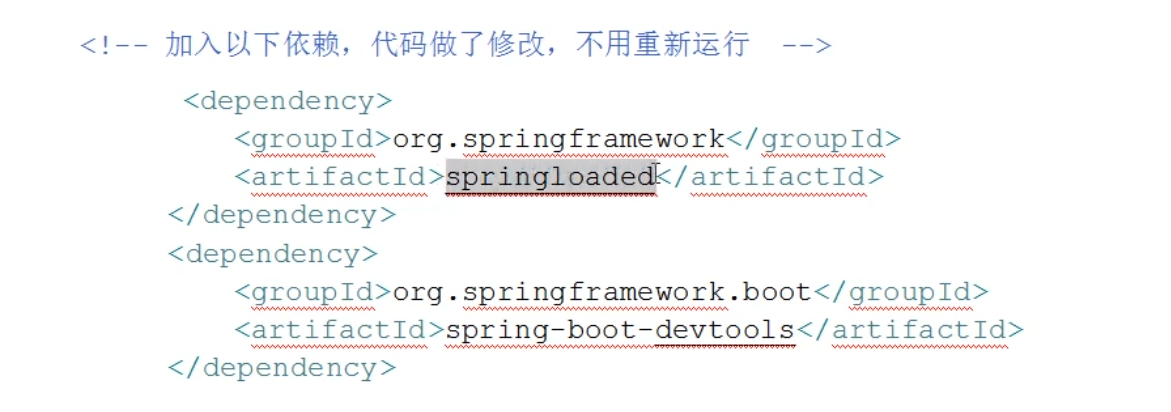 <!-- 加入以下依赖，代码做了修改，不用重新运行 -->
<dependency>
<groupId>org.springframework</groupId>
<artifactId>springloaded</artifactId>
</dependency>
<dependency>
<groupId>org.springframework.boot</groupId>
<artifactId>spring-boot-devtools</artifactId>
</dependency>